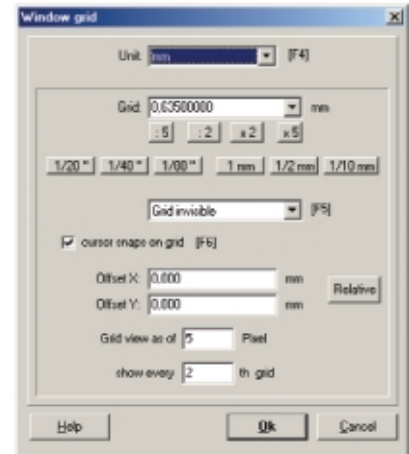 Window grid
Unit: mm [F4]
Grid: 0,63500000 mm
: 5 : 2 x 2 x 5
1/20 " 1/40 " 1/80 " 1 mm 1/2 mm 1/10 mm
Grid invisible [F5]
cursor snaps on grid [F6]
Offset X: 0,000 mm
Offset Y: 0,000 mm
Relative
Grid view as of 5 Pixel
show every 2 th grid
Help Ok Cancel